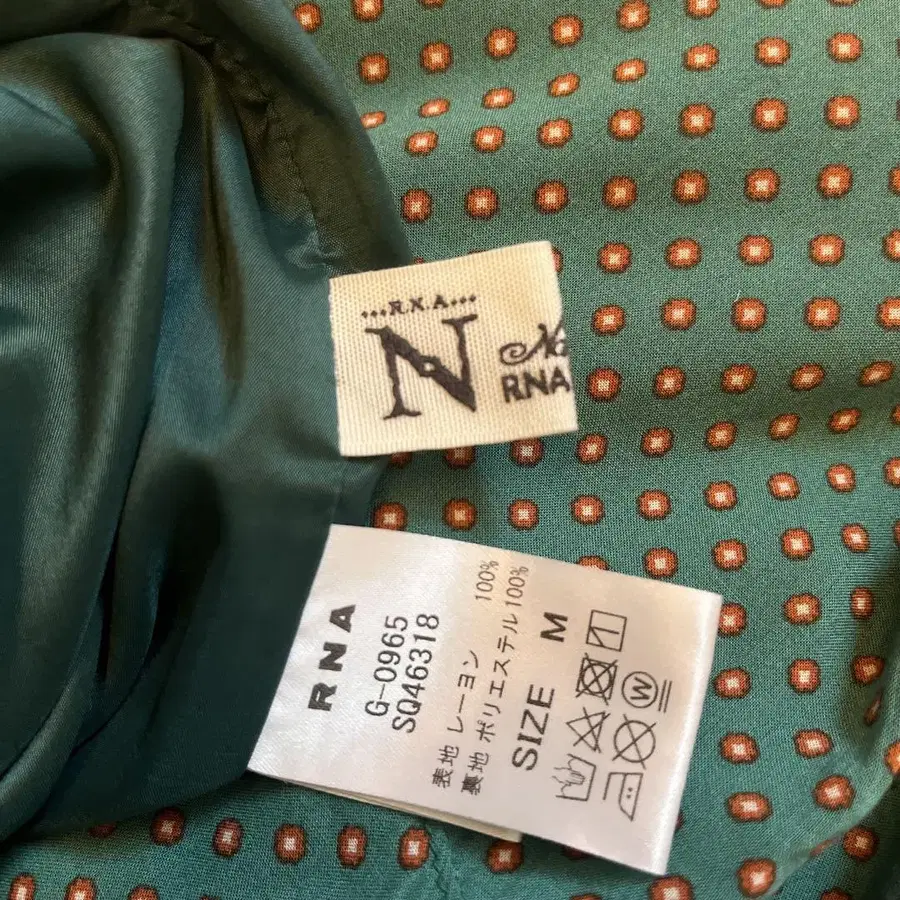 ...R.N.A...
N
RNA
RNA
G-0965
SQ46318
表地 レーヨン 100%
裏地 ポリエステル 100%
SIZE M
W